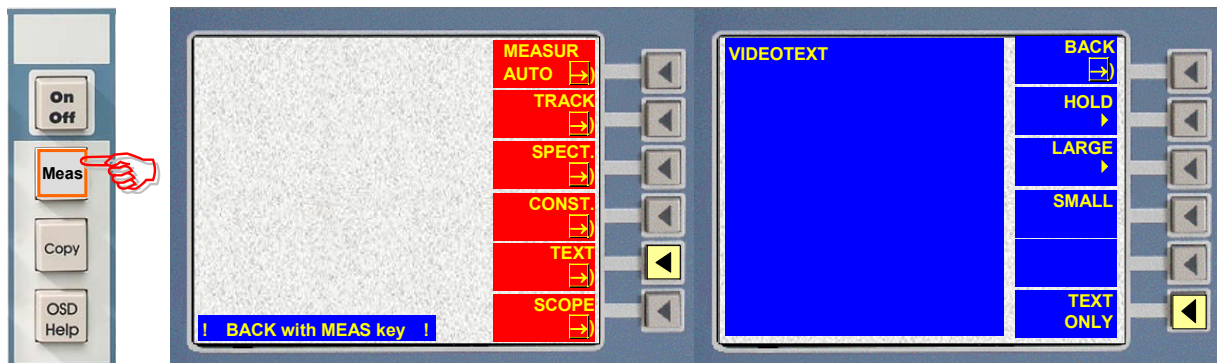 On
Off
Meas
Copy
OSD
Help
MEASUR
AUTO
TRACK
SPECT.
CONST.
TEXT
SCOPE
! BACK with MEAS key !
VIDEOTEXT
BACK
HOLD
LARGE
SMALL
TEXT
ONLY